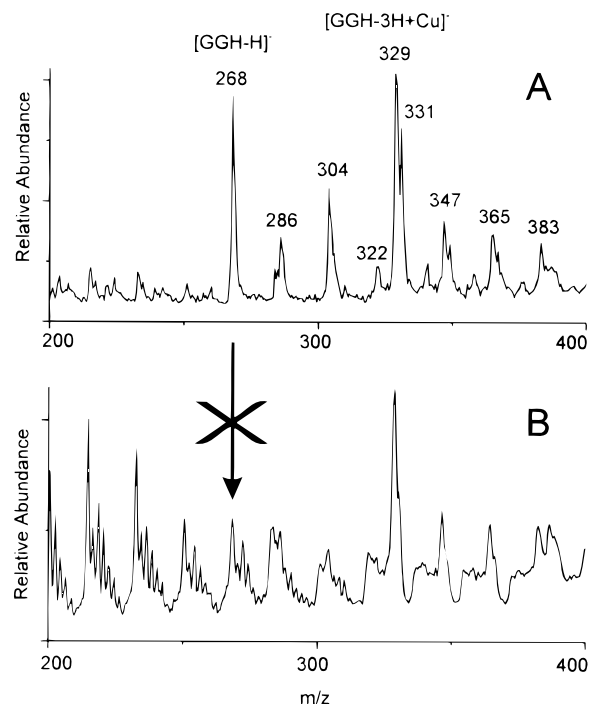 [GGH-3H+Cu]-
[GGH-H]-
329
268
A
331
304
347
286
365
383
322
Relative Abundance
200
300
400
B
Relative Abundance
200
300
400
m/z